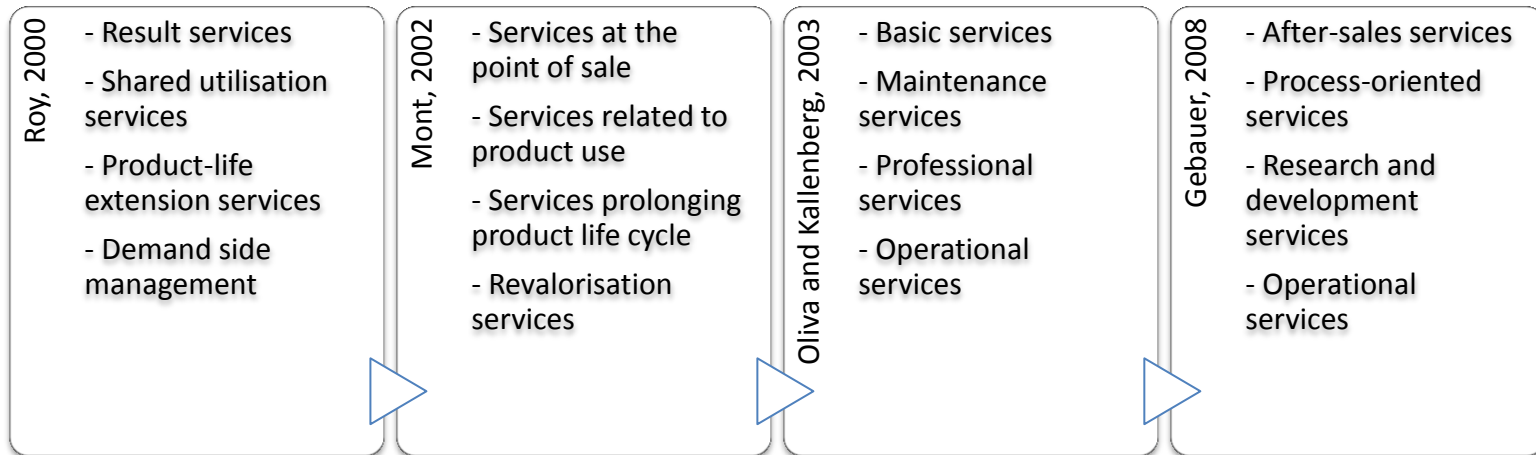 Roy, 2000
- Result services
- Shared utilisation
services
- Product-life
extension services
- Demand side
management
Mont, 2002
- Services at the
point of sale
- Services related to
product use
- Services prolonging
product life cycle
- Revalorisation
services
Oliva and Kallenberg, 2003
- Basic services
- Maintenance
services
- Professional
services
- Operational
services
Gebauer, 2008
- After-sales services
- Process-oriented
services
- Research and
development
services
- Operational
services